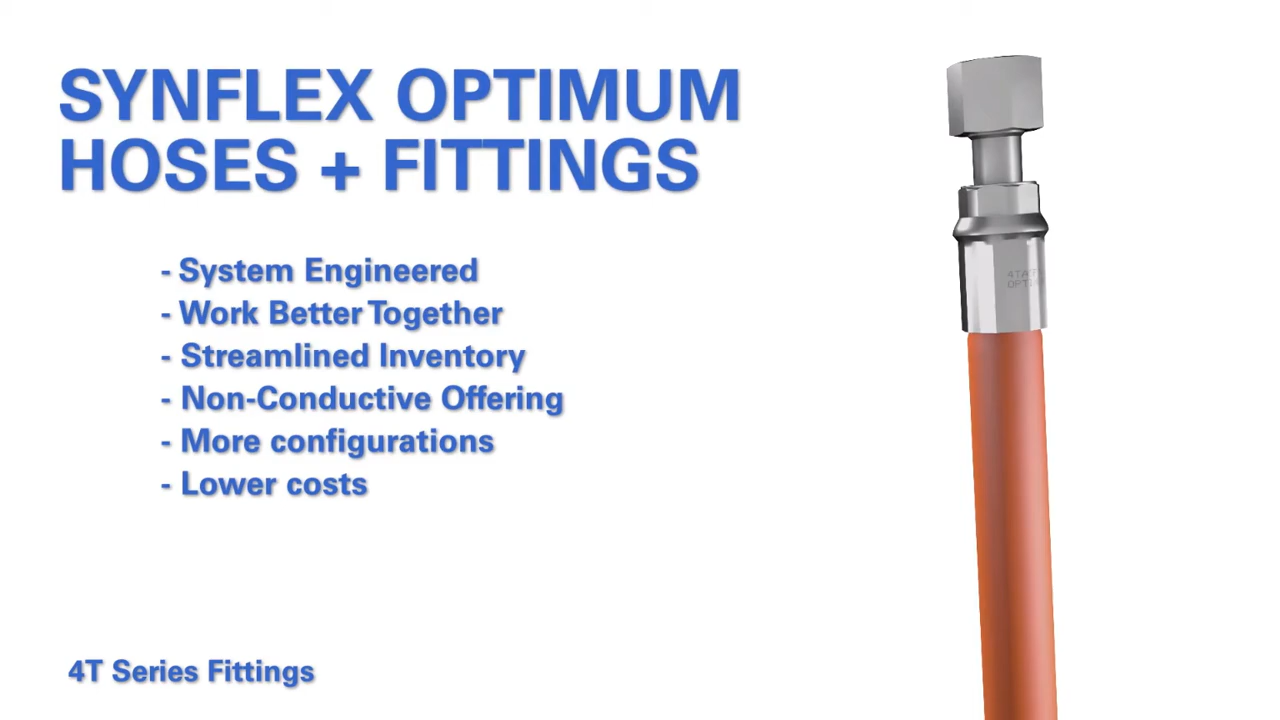 SYNFLEX OPTIMUM
HOSES + FITTINGS
- System Engineered
- Work Better Together
- Streamlined Inventory
- Non-Conductive Offering
- More configurations
- Lower costs
4T Series Fittings